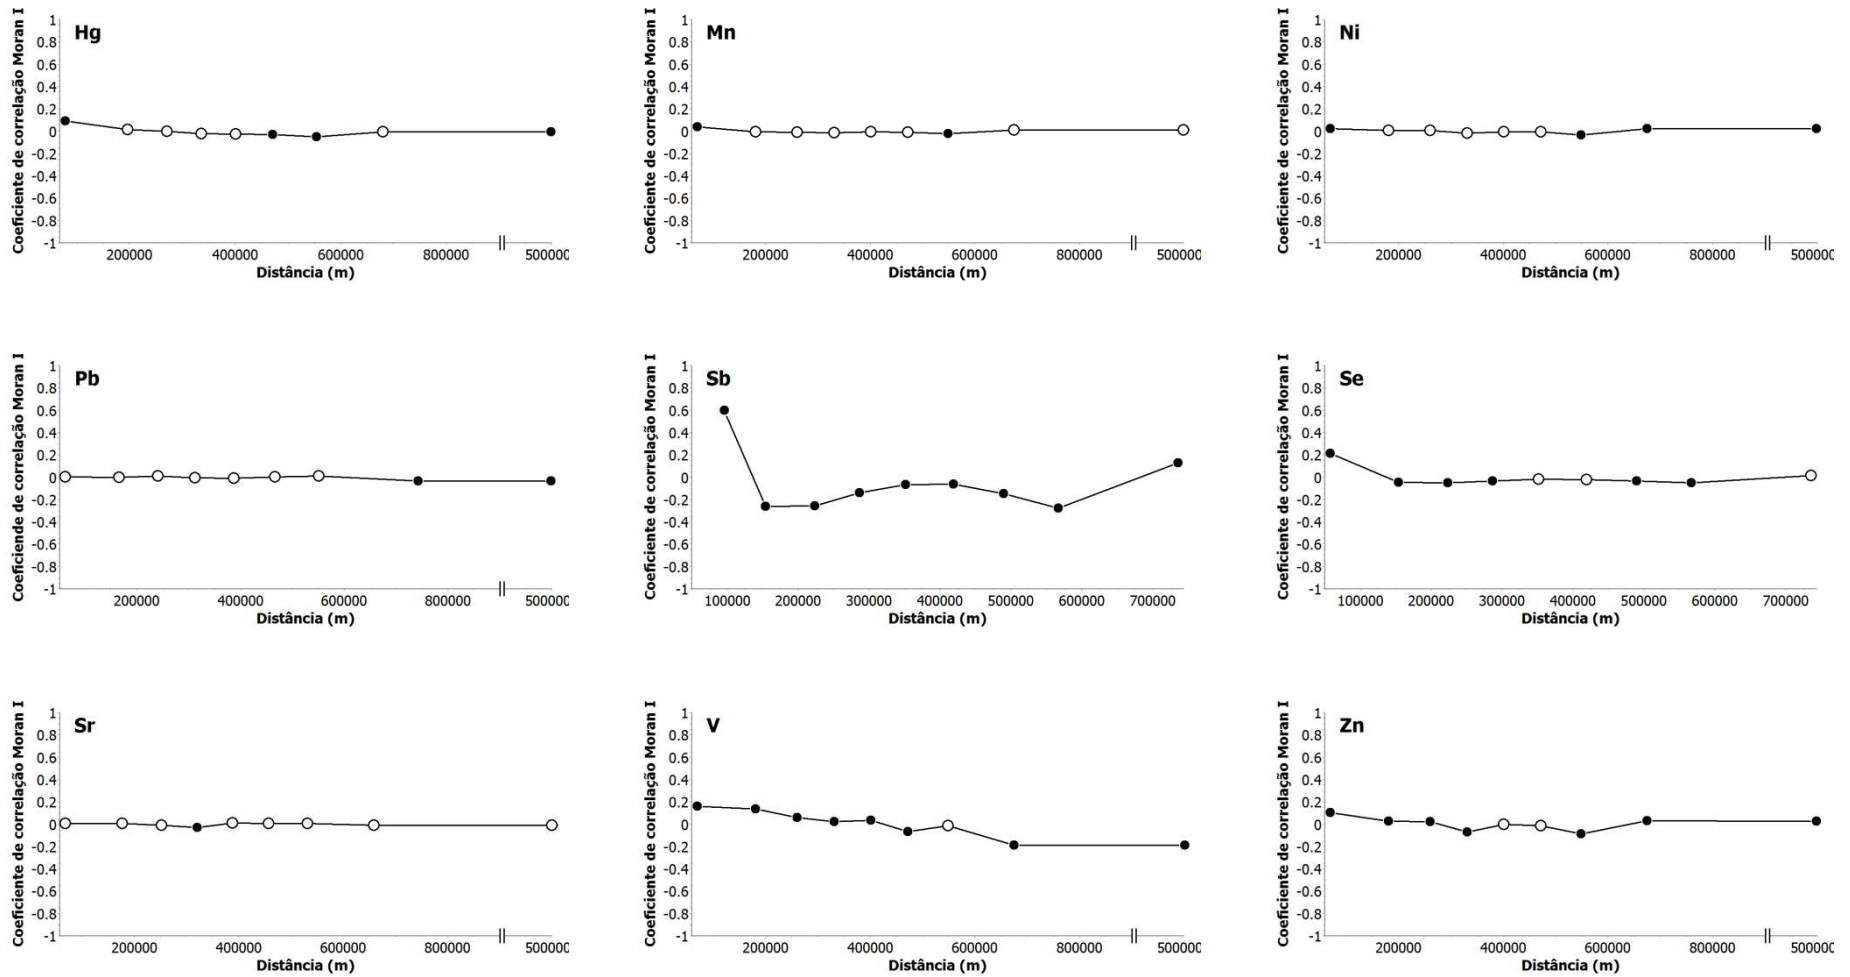 Hg
Coeficiente de correlação Moran I
1
0.8
0.6
0.4
0.2
0
-0.2
-0.4
-0.6
-0.8
-1
200000 400000 600000 800000 500000
Distância (m)
Mn
Coeficiente de correlação Moran I
1
0.8
0.6
0.4
0.2
0
-0.2
-0.4
-0.6
-0.8
-1
200000 400000 600000 800000 500000
Distância (m)
Ni
Coeficiente de correlação Moran I
1
0.8
0.6
0.4
0.2
0
-0.2
-0.4
-0.6
-0.8
-1
200000 400000 600000 800000 500000
Distância (m)
Pb
Coeficiende de correlação Moran I
1
0.8
0.6
0.4
0.2
0
-0.2
-0.4
-0.6
-0.8
-1
200000 400000 600000 800000 500000
Distância (m)
Sb
Coeficiente de correlação Moran I
1
0.8
0.6
0.4
0.2
0
-0.2
-0.4
-0.6
-0.8
-1
100000 200000 300000 400000 500000 600000 700000
Distância (m)
Se
Coeficiente de correlação Moran I
1
0.8
0.6
0.4
0.2
0
-0.2
-0.4
-0.6
-0.8
-1
100000 200000 300000 400000 500000 600000 700000
Distância (m)
Sr
Coeficiente de correlação Moran I
1
0.8
0.6
0.4
0.2
0
-0.2
-0.4
-0.6
-0.8
-1
200000 400000 600000 800000 500000
Distância (m)
V
Coeficiente de correlação Moran I
1
0.8
0.6
0.4
0.2
0
-0.2
-0.4
-0.6
-0.8
-1
200000 400000 600000 800000 500000
Distância (m)
Zn
Coeficiente de correlação Moran I
1
0.8
0.6
0.4
0.2
0
-0.2
-0.4
-0.6
-0.8
-1
200000 400000 600000 800000 500000
Distância (m)